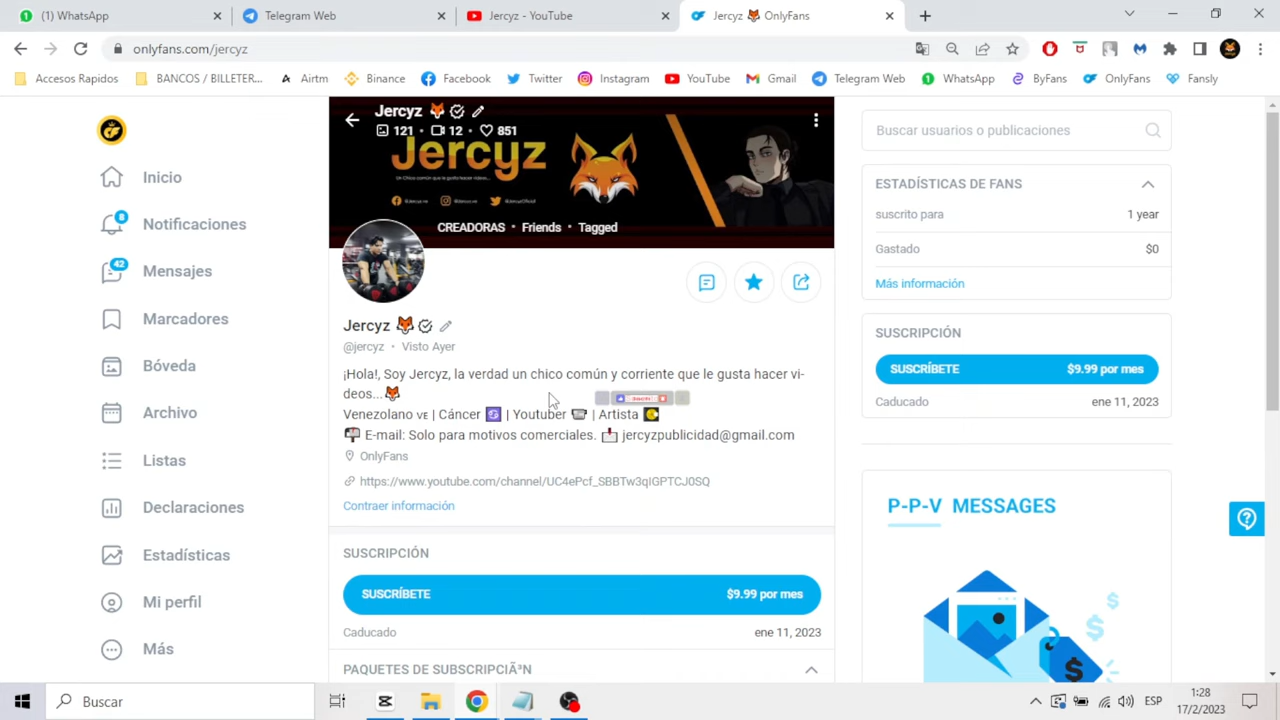 (1) WhatsApp
Telegram Web
Jercyz - YouTube
Jercyz 🦊 OnlyFans
onlyfans.com/jercyz
Accesos Rapidos
BANCOS / BILLETER...
Airtm
Binance
Facebook
Twitter
Instagram
YouTube
Gmail
Telegram Web
WhatsApp
ByFans
OnlyFans
Fansly
Inicio
8
Notificaciones
42
Mensajes
Marcadores
Bóveda
Archivo
Listas
Declaraciones
Estadísticas
Mi perfil
Más
Jercyz 🦊
121 • 12 • 851
Jercyz
CREADORAS • Friends • Tagged
Jercyz 🦊
@jercyz • Visto Ayer
¡Hola!, Soy Jercyz, la verdad un chico común y corriente que le gusta hacer vi-
deos...🦊
Venezolano VE | Cáncer ♋ | Youtuber | Artista
E-mail: Solo para motivos comerciales. 📩 jercyzpublicidad@gmail.com
OnlyFans
https://www.youtube.com/channel/UC4ePcf_SBBTw3qIGPTCJ0SQ
Contraer información
SUSCRIPCIÓN
SUSCRÍBETE $9.99 por mes
Caducado ene 11, 2023
PAQUETES DE SUBSCRIPCIÃ³N
Buscar usuarios o publicaciones
ESTADÍSTICAS DE FANS
suscrito para 1 year
Gastado $0
Más información
SUSCRIPCIÓN
SUSCRÍBETE $9.99 por mes
Caducado ene 11, 2023
P-P-V MESSAGES
Buscar
ESP
1:28
17/2/2023